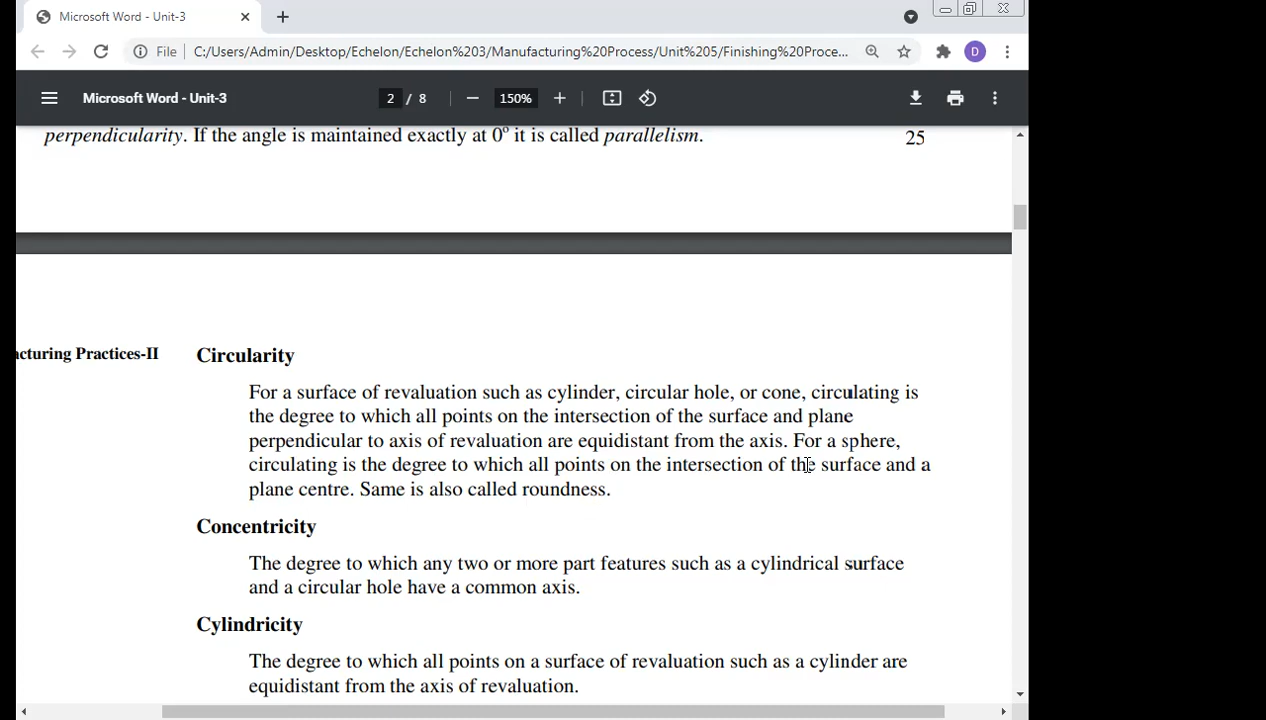 Microsoft Word - Unit-3
File C:/Users/Admin/Desktop/Echelon/Echelon%203/Manufacturing%20Process/Unit%205/Finishing%20Proce... D
Microsoft Word - Unit-3 2 / 8 150%
perpendicularity. If the angle is maintained exactly at 0° it is called parallelism.
25
acturing Practices-II
Circularity
For a surface of revaluation such as cylinder, circular hole, or cone, circulating is
the degree to which all points on the intersection of the surface and plane
perpendicular to axis of revaluation are equidistant from the axis. For a sphere,
circulating is the degree to which all points on the intersection of the surface and a
plane centre. Same is also called roundness.
Concentricity
The degree to which any two or more part features such as a cylindrical surface
and a circular hole have a common axis.
Cylindricity
The degree to which all points on a surface of revaluation such as a cylinder are
equidistant from the axis of revaluation.